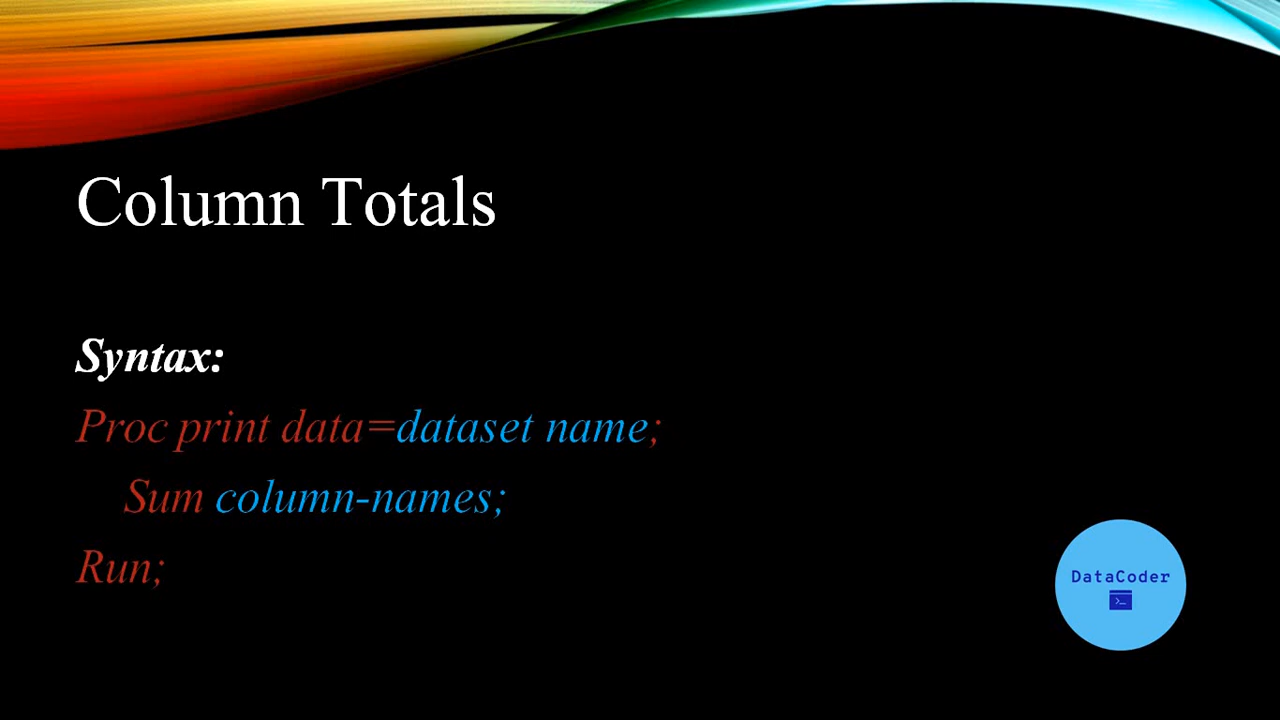 Column Totals
Syntax:
Proc print data=dataset name;
Sum column-names;
Run;
DataCoder
>_